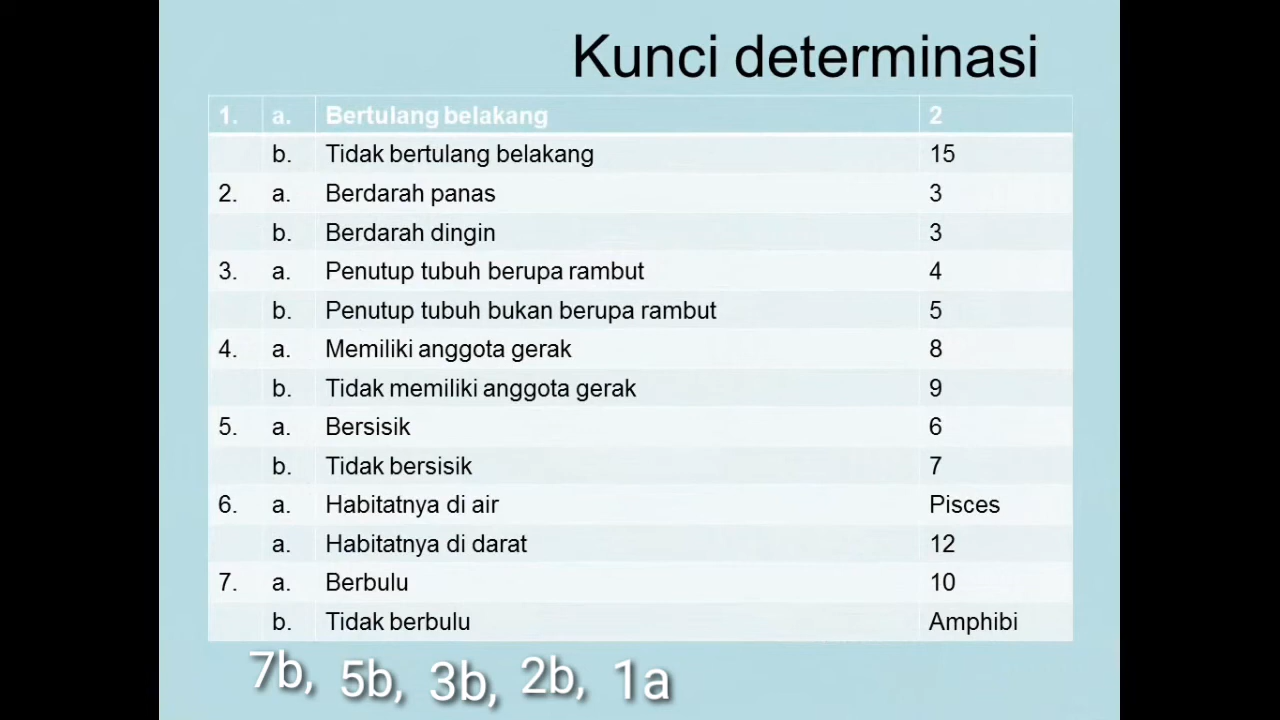 Kunci determinasi
1. a. Bertulang belakang 2
b. Tidak bertulang belakang 15
2. a. Berdarah panas 3
b. Berdarah dingin 3
3. a. Penutup tubuh berupa rambut 4
b. Penutup tubuh bukan berupa rambut 5
4. a. Memiliki anggota gerak 8
b. Tidak memiliki anggota gerak 9
5. a. Bersisik 6
b. Tidak bersisik 7
6. a. Habitatnya di air Pisces
a. Habitatnya di darat 12
7. a. Berbulu 10
b. Tidak berbulu Amphibi
7b, 5b, 3b, 2b, 1a